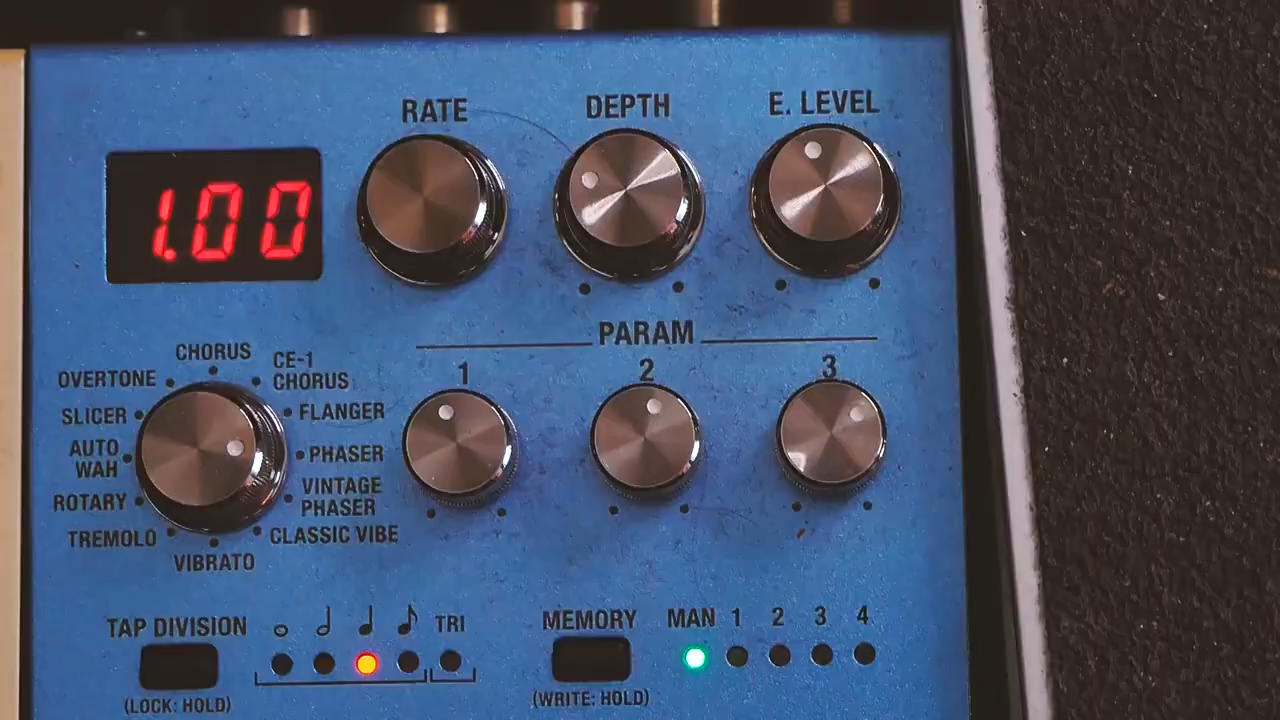 RATE
DEPTH
E. LEVEL
1.00
PARAM
1
2
3
CHORUS
CE-1
CHORUS
OVERTONE
FLANGER
SLICER
PHASER
AUTO
WAH
VINTAGE
PHASER
ROTARY
CLASSIC VIBE
TREMOLO
VIBRATO
TAP DIVISION
TRI
(LOCK: HOLD)
MEMORY
MAN 1 2 3 4
(WRITE: HOLD)